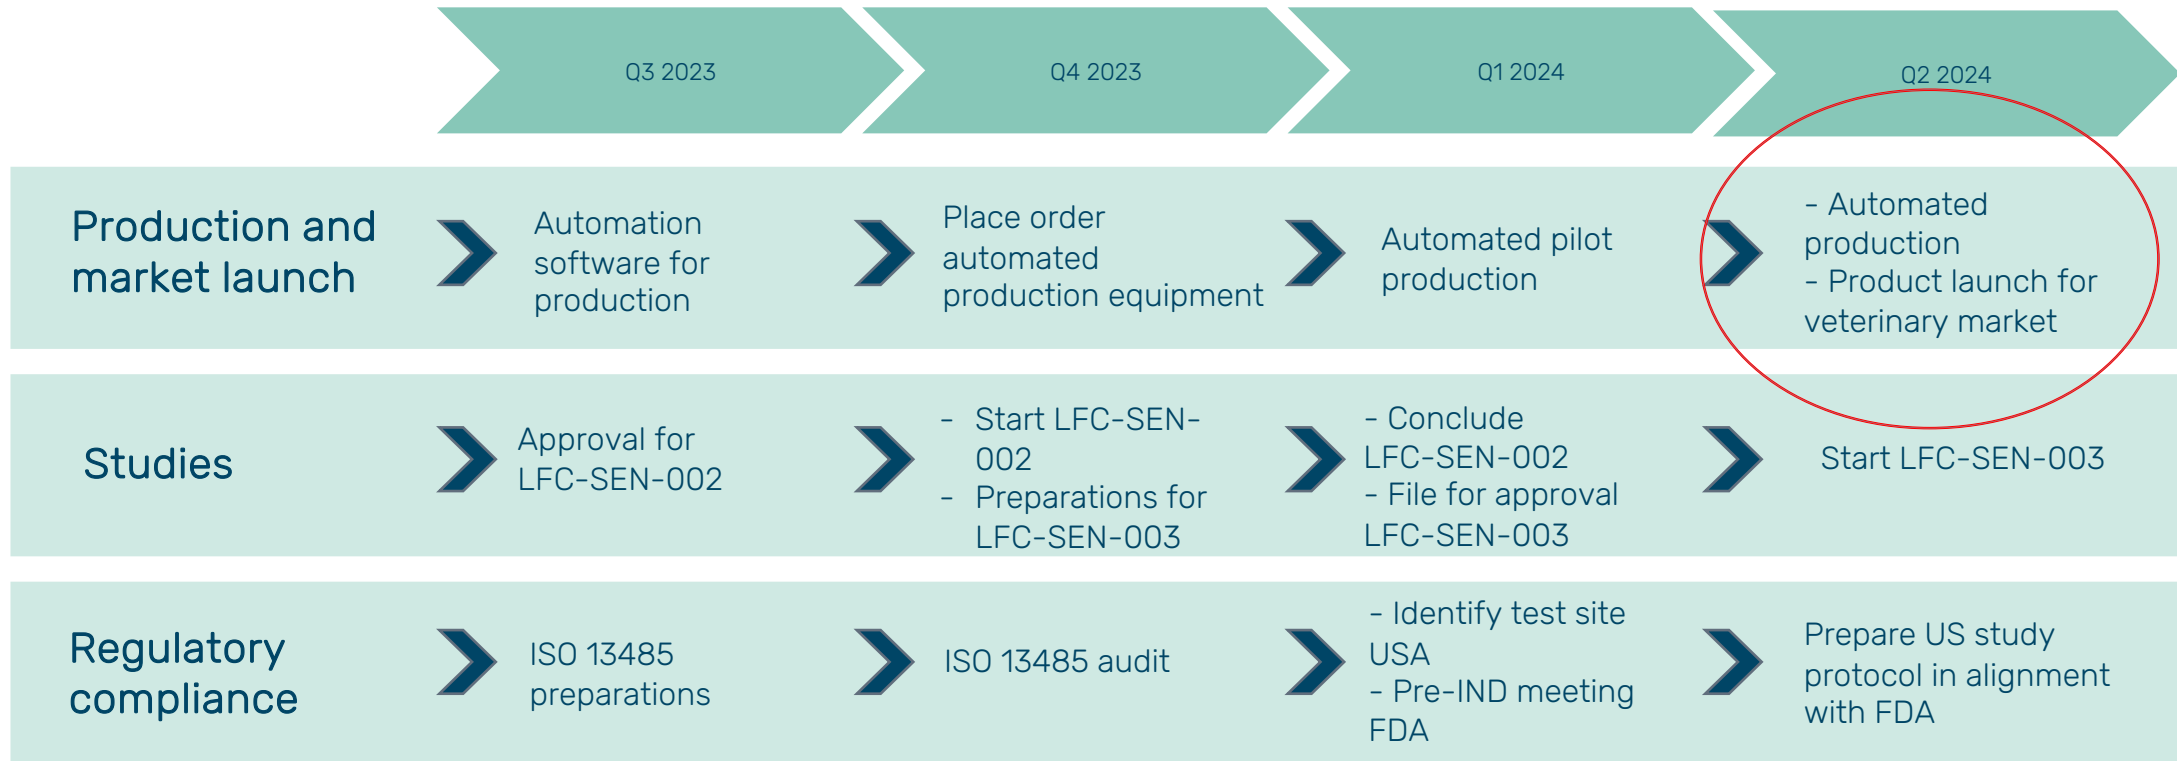 Q3 2023
Q4 2023
Q1 2024
Q2 2024
Production and
market launch
Automation
software for
production
Place order
automated
production equipment
Automated pilot
production
- Automated
production
- Product launch for
veterinary market
Studies
Approval for
LFC-SEN-002
- Start LFC-SEN-
002
- Preparations for
LFC-SEN-003
- Conclude
LFC-SEN-002
- File for approval
LFC-SEN-003
Start LFC-SEN-003
Regulatory
compliance
ISO 13485
preparations
ISO 13485 audit
- Identify test site
USA
- Pre-IND meeting
FDA
Prepare US study
protocol in alignment
with FDA